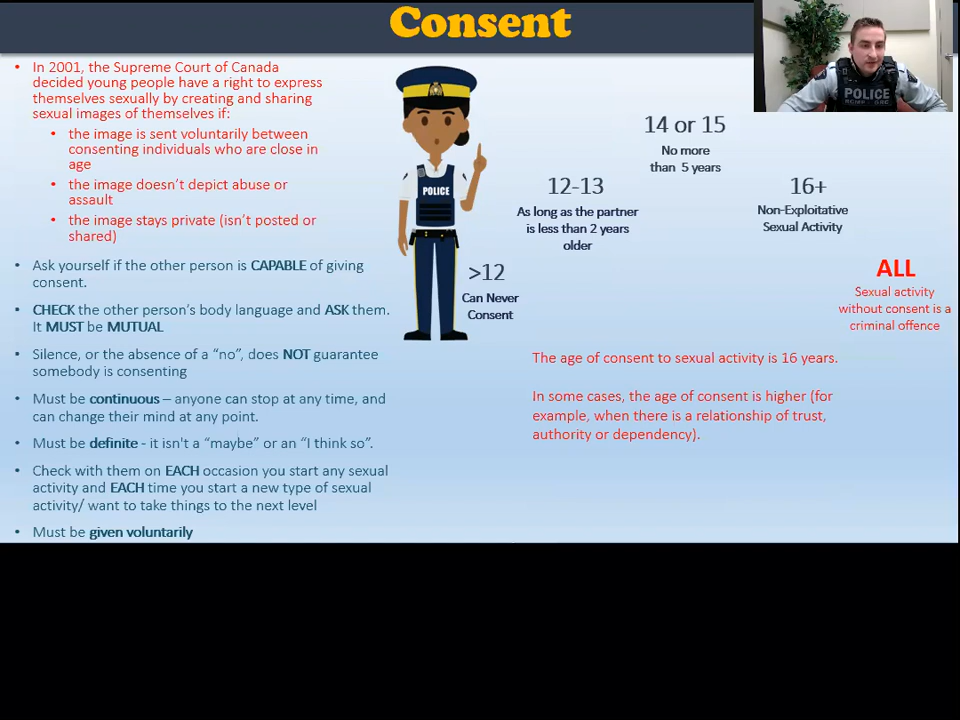 Consent
• In 2001, the Supreme Court of Canada
decided young people have a right to express
themselves sexually by creating and sharing
sexual images of themselves if:
• the image is sent voluntarily between
consenting individuals who are close in
age
• the image doesn't depict abuse or
assault
• the image stays private (isn't posted or
shared)
• Ask yourself if the other person is CAPABLE of giving
consent.
• CHECK the other person's body language and ASK them.
It MUST be MUTUAL
• Silence, or the absence of a "no", does NOT guarantee
somebody is consenting
• Must be continuous – anyone can stop at any time, and
can change their mind at any point.
• Must be definite - it isn't a "maybe" or an "I think so".
• Check with them on EACH occasion you start any sexual
activity and EACH time you start a new type of sexual
activity/ want to take things to the next level
• Must be given voluntarily
POLICE
>12
Can Never
Consent
12-13
As long as the partner
is less than 2 years
older
14 or 15
No more
than 5 years
16+
Non-Exploitative
Sexual Activity
ALL
Sexual activity
without consent is a
criminal offence
The age of consent to sexual activity is 16 years.
In some cases, the age of consent is higher (for
example, when there is a relationship of trust,
authority or dependency).
POLICE